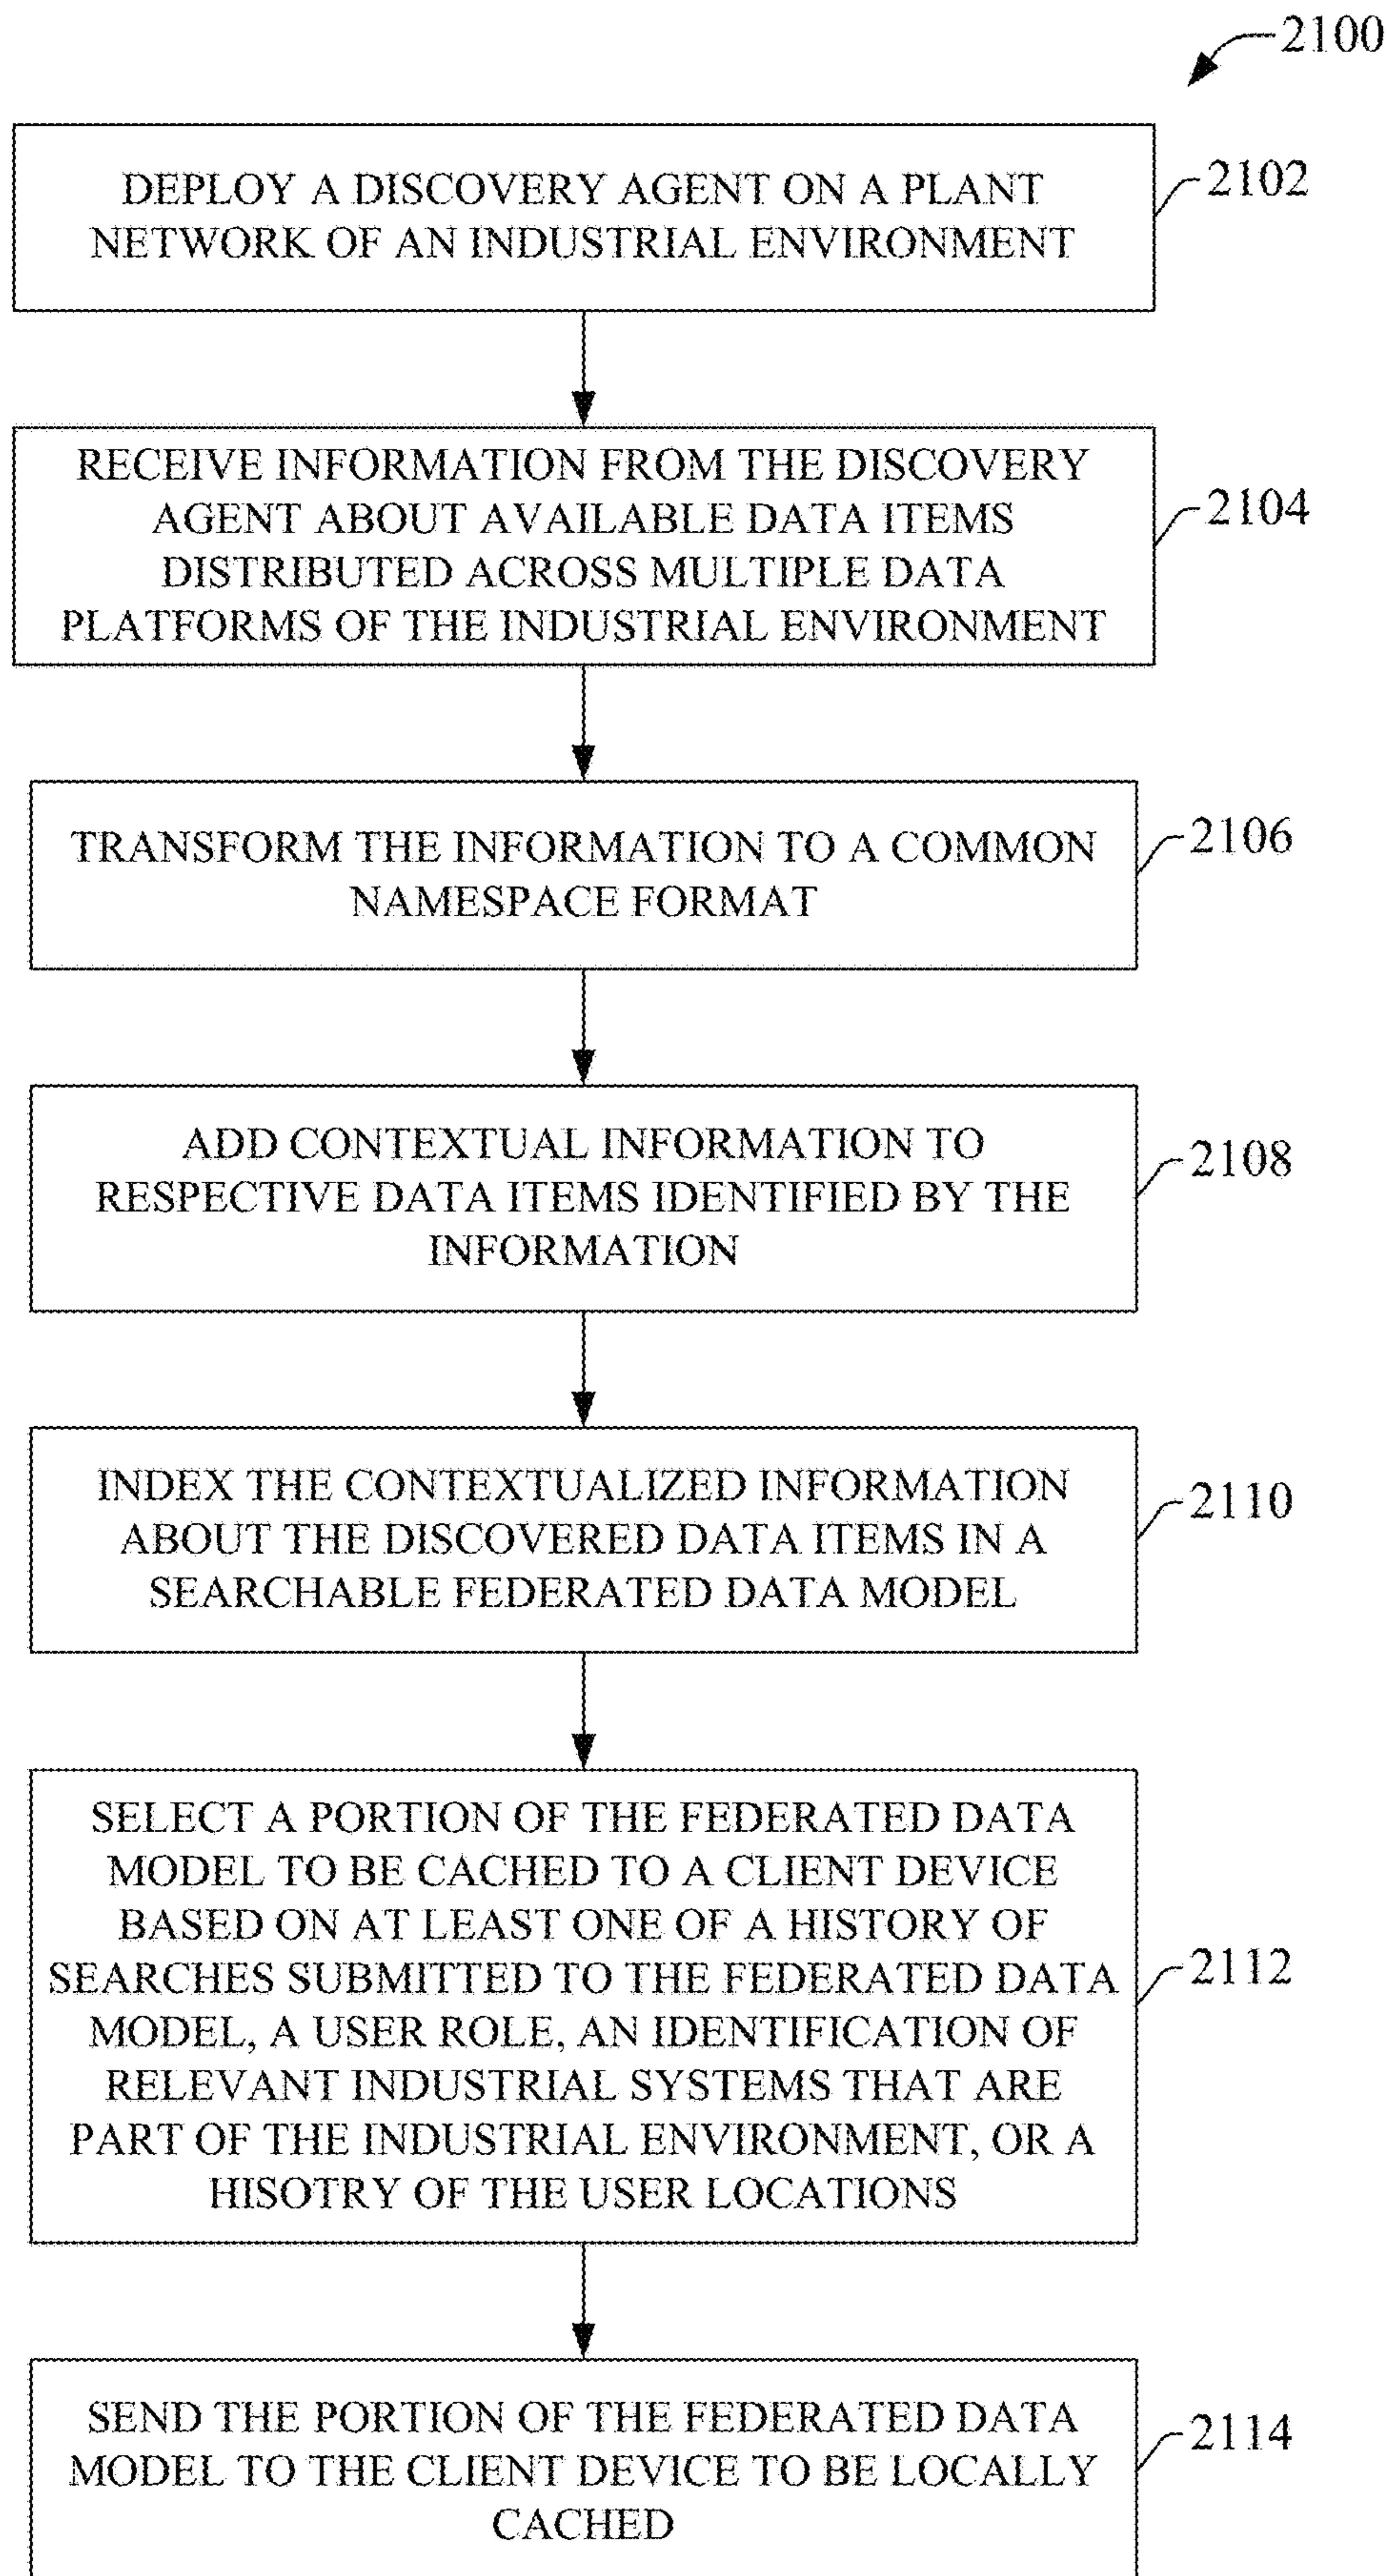 2100
DEPLOY A DISCOVERY AGENT ON A PLANT
NETWORK OF AN INDUSTRIAL ENVIRONMENT
2102
RECEIVE INFORMATION FROM THE DISCOVERY
AGENT ABOUT AVAILABLE DATA ITEMS
DISTRIBUTED ACROSS MULTIPLE DATA
PLATFORMS OF THE INDUSTRIAL ENVIRONMENT
2104
TRANSFORM THE INFORMATION TO A COMMON
NAMESPACE FORMAT
2106
ADD CONTEXTUAL INFORMATION TO
RESPECTIVE DATA ITEMS IDENTIFIED BY THE
INFORMATION
2108
INDEX THE CONTEXTUALIZED INFORMATION
ABOUT THE DISCOVERED DATA ITEMS IN A
SEARCHABLE FEDERATED DATA MODEL
2110
SELECT A PORTION OF THE FEDERATED DATA
MODEL TO BE CACHED TO A CLIENT DEVICE
BASED ON AT LEAST ONE OF A HISTORY OF
SEARCHES SUBMITTED TO THE FEDERATED DATA
MODEL, A USER ROLE, AN IDENTIFICATION OF
RELEVANT INDUSTRIAL SYSTEMS THAT ARE
PART OF THE INDUSTRIAL ENVIRONMENT, OR A
HISOTRY OF THE USER LOCATIONS
2112
SEND THE PORTION OF THE FEDERATED DATA
MODEL TO THE CLIENT DEVICE TO BE LOCALLY
CACHED
2114